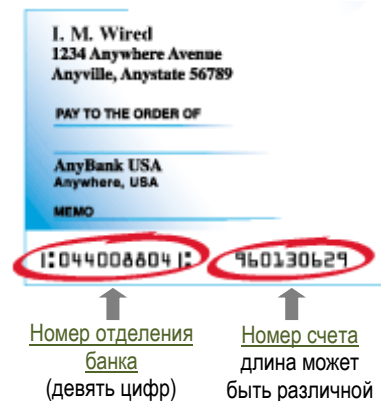 I. M. Wired
1234 Anywhere Avenue
Anyville, Anystate 56789
PAY TO THE ORDER OF
AnyBank USA
Anywhere, USA
MEMO
⑆044008804⑆ 960130629
Номер отделения банка
(девять цифр)
Номер счета
длина может
быть различной